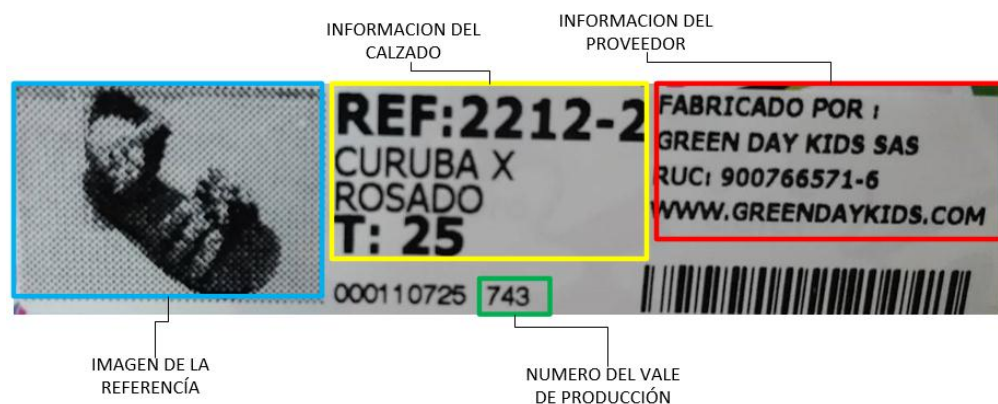 INFORMACION DEL
CALZADO
INFORMACION DEL
PROVEEDOR
REF:2212-2
CURUBA X
ROSADO
T: 25
FABRICADO POR :
GREEN DAY KIDS SAS
RUC: 900766571-6
WWW.GREENDAYKIDS.COM
000110725 743
IMAGEN DE LA
REFERENCÍA
NUMERO DEL VALE
DE PRODUCCIÓN